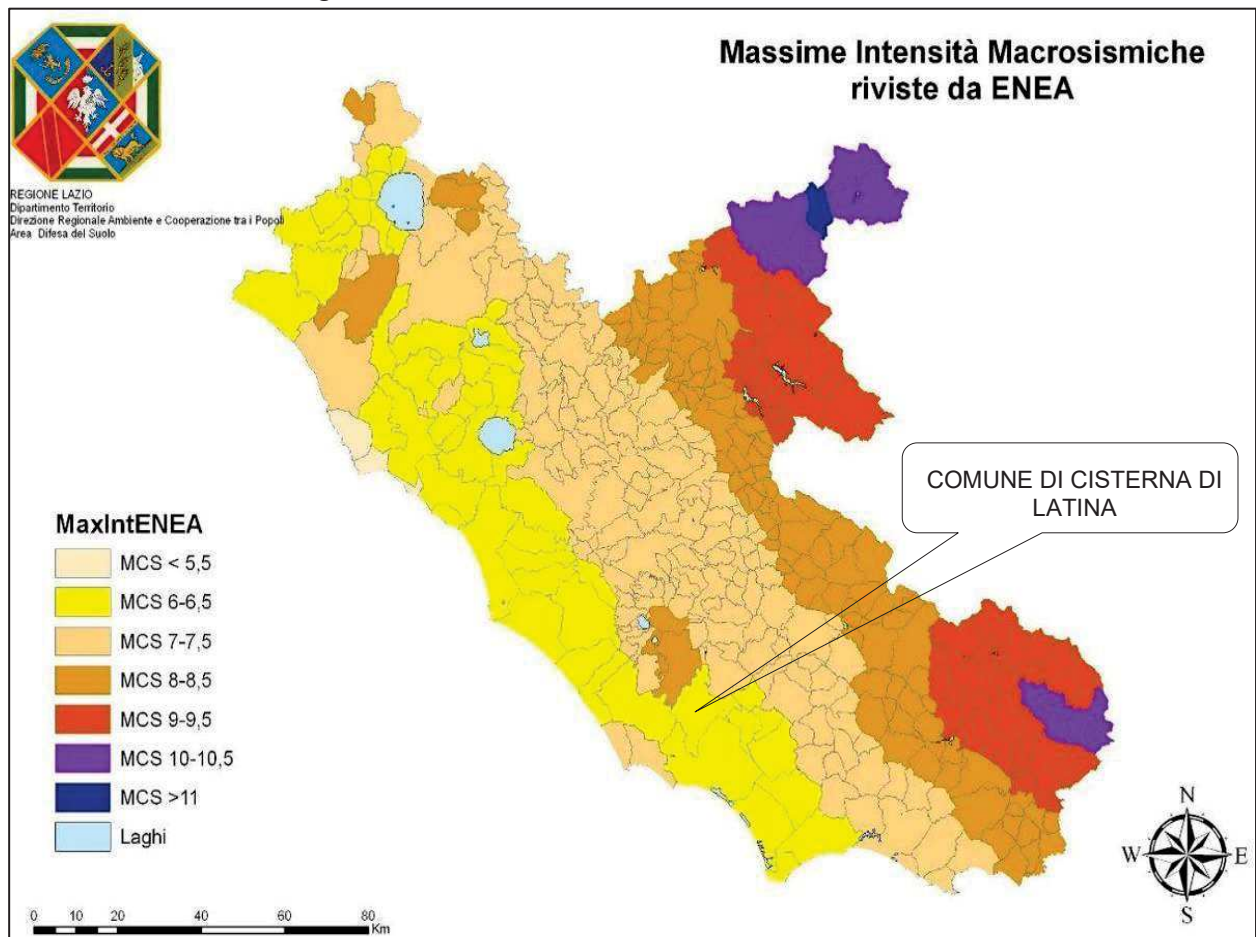 Massime Intensità Macrosismiche
riviste da ENEA
REGIONE LAZIO
Dipartimento Territorio
Direzione Regionale Ambiente e Cooperazione tra i Popoli
Area Difesa del Suolo
COMUNE DI CISTERNA DI
LATINA
MaxIntENEA
MCS < 5,5
MCS 6-6,5
MCS 7-7,5
MCS 8-8,5
MCS 9-9,5
MCS 10-10,5
MCS >11
Laghi
N
W E
S
0 10 20 40 60 80
Km